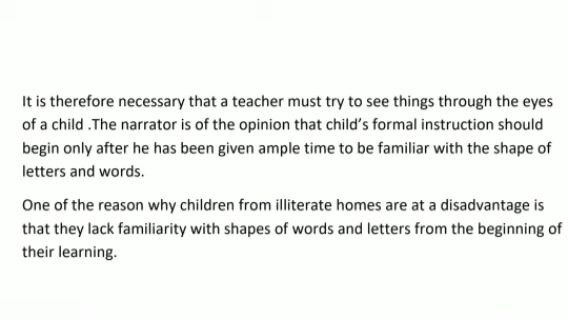 It is therefore necessary that a teacher must try to see things through the eyes
of a child .The narrator is of the opinion that child's formal instruction should
begin only after he has been given ample time to be familiar with the shape of
letters and words.
One of the reason why children from illiterate homes are at a disadvantage is
that they lack familiarity with shapes of words and letters from the beginning of
their learning.